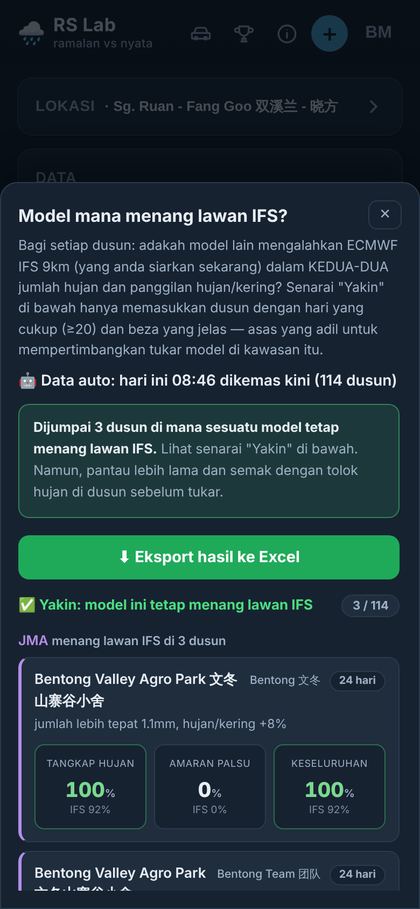 RS Lab
ramalan vs nyata
BM
LOKASI · Sg. Ruan - Fang Goo 双溪兰 - 晓方
DATA
Model mana menang lawan IFS?
Bagi setiap dusun: adakah model lain mengalahkan ECMWF
IFS 9km (yang anda siarkan sekarang) dalam KEDUA-DUA
jumlah hujan dan panggilan hujan/kering? Senarai "Yakin"
di bawah hanya memasukkan dusun dengan hari yang
cukup (≥20) dan beza yang jelas — asas yang adil untuk
mempertimbangkan tukar model di kawasan itu.
🤖 Data auto: hari ini 08:46 dikemas kini (114 dusun)
Dijumpai 3 dusun di mana sesuatu model tetap
menang lawan IFS. Lihat senarai "Yakin" di bawah.
Namun, pantau lebih lama dan semak dengan tolok
hujan di dusun sebelum tukar.
⬇ Eksport hasil ke Excel
✅ Yakin: model ini tetap menang lawan IFS 3 / 114
JMA menang lawan IFS di 3 dusun
Bentong Valley Agro Park 文冬 Bentong 文冬 24 hari
山寨谷小舍
jumlah lebih tepat 1.1mm, hujan/kering +8%
TANGKAP HUJAN AMARAN PALSU KESELURUHAN
100% 0% 100%
IFS 92% IFS 0% IFS 92%
Bentong Valley Agro Park Bentong Team 团队 24 hari
文冬山寨谷小舍